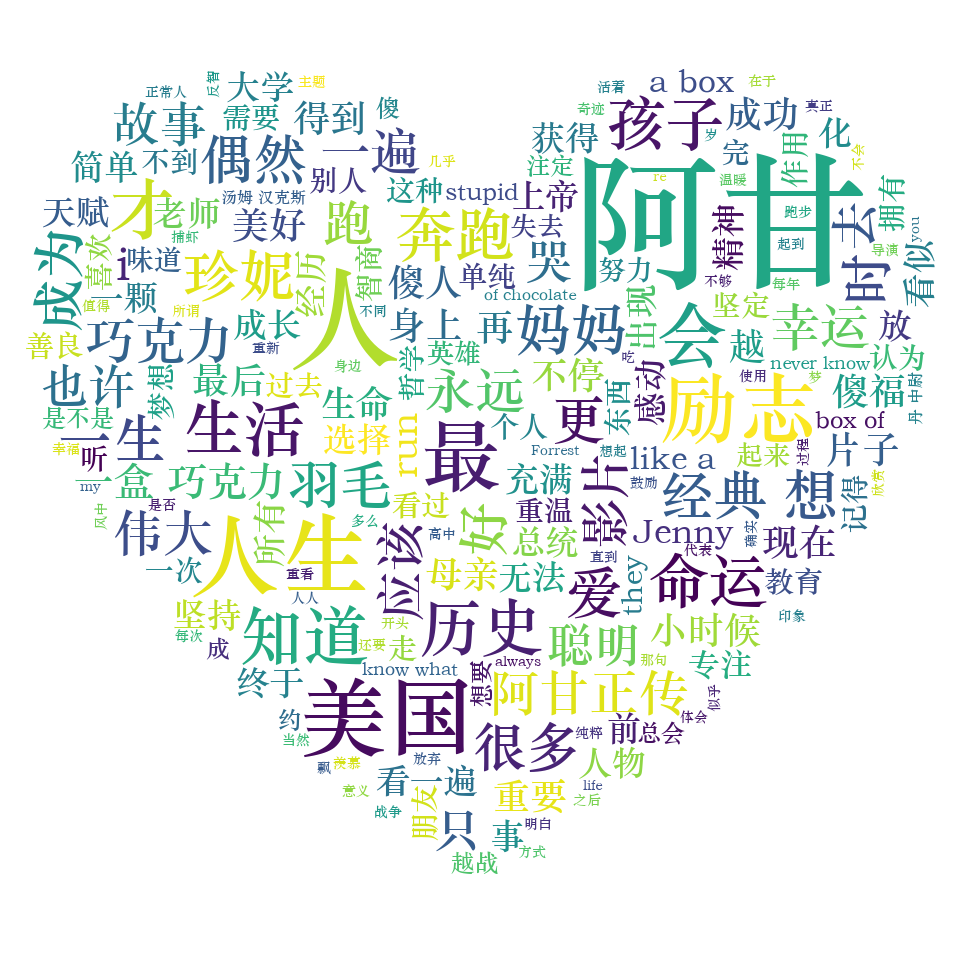 正常人
反智
主题
大学
傻
a box
活着
在于
故事
需要
得到
奇迹
孩子
成功
真正
作用
化
偶然
一遍
获得
岁
完
不会
简单
不到
别人
几乎
注定
阿甘
温暖
拥有
天赋
才
老师
汤姆 汉克斯
美好
跑
这种
stupid
上帝
re
精神
跑步
去
you
捕虾
失去
奔跑
哭
起到
导演
时
看似
成为
喜欢
i
味道
珍妮
经历
智商
傻人
单纯
努力
不够
每年
一颗
人
of chocolate
值得
所谓
不同
身上
再
妈妈
出现
会
坚定
幸运
放
善良
巧克力
成长
重新
哲学
英雄
吃
越
never know
认为
也许
梦想
最后
过去
身边
生命
永远
不停
东西
感动
使用
梦
傻福
丹 中尉
是不是
幸福
一生
生活
选择
run
最
个人
更
励志
box of
听
Forrest
想起
like a
起来
过程
片子
一盒
巧克力
羽毛
看过
充满
影片
鼓励
经典
想
欣赏
记得
my
风中
是否
多么
好
重温
伟大
所有
人生
应该
高中
总统
直到
Jenny
代表
确实
现在
一次
重看
母亲
无法
爱
they
命运
教育
坚持
人人
知道
开头
历史
聪明
小时候
印象
每次
成
还要
走
那句
专注
终于
know what
想要
always
阿甘正传
体会
似乎
约
美国
很多
纯粹
前
总会
当然
飘
羡慕
放弃
看一遍
人物
意义
朋友
重要
life
之后
战争
只
事
明白
方式
越战